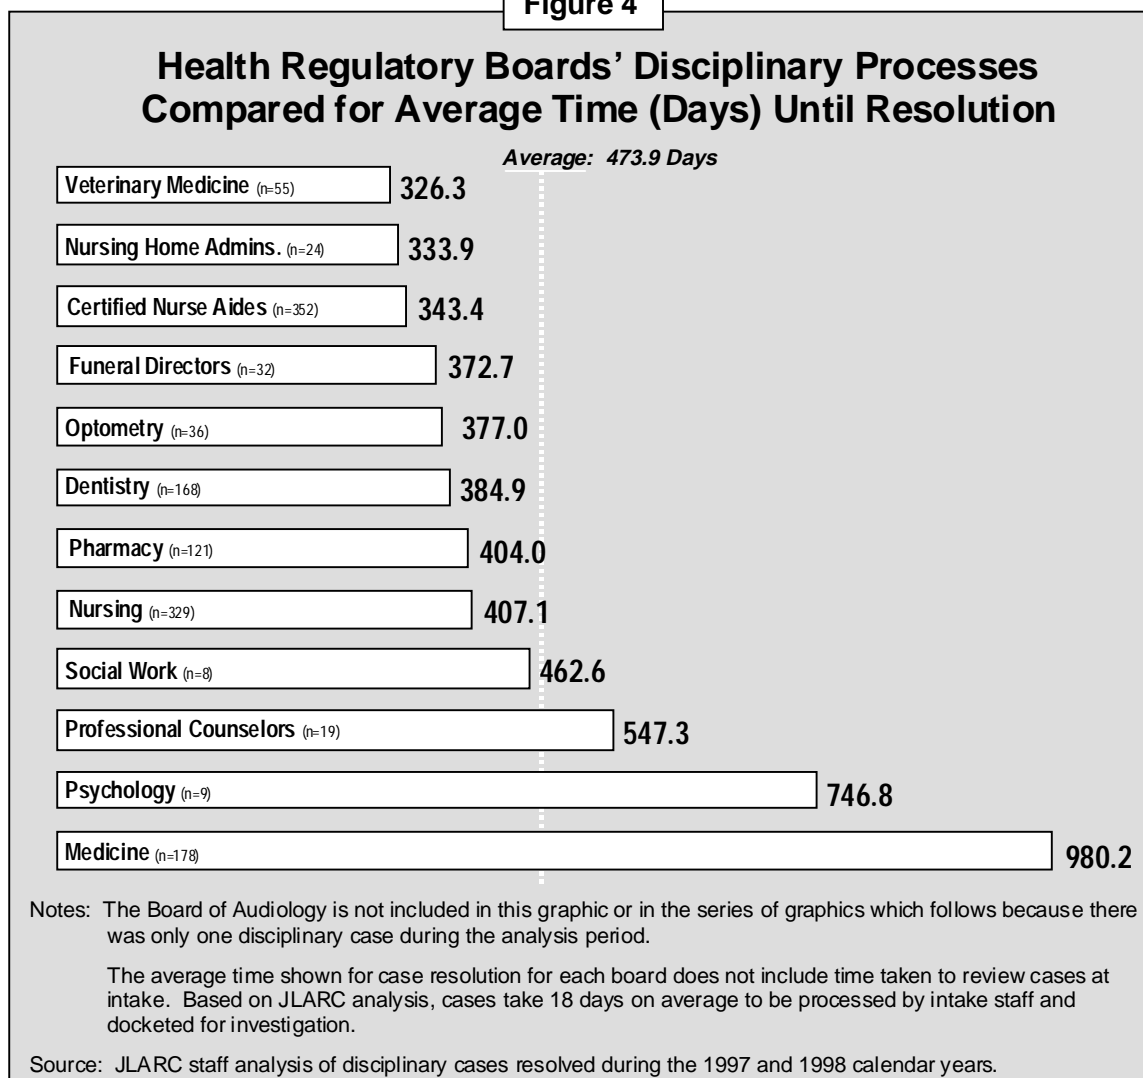 Figure 4
Health Regulatory Boards’ Disciplinary Processes
Compared for Average Time (Days) Until Resolution
Average: 473.9 Days
Veterinary Medicine (n=55) 326.3
Nursing Home Admins. (n=24) 333.9
Certified Nurse Aides (n=352) 343.4
Funeral Directors (n=32) 372.7
Optometry (n=36) 377.0
Dentistry (n=168) 384.9
Pharmacy (n=121) 404.0
Nursing (n=329) 407.1
Social Work (n=8) 462.6
Professional Counselors (n=19) 547.3
Psychology (n=9) 746.8
Medicine (n=178) 980.2
Notes: The Board of Audiology is not included in this graphic or in the series of graphics which follows because there
was only one disciplinary case during the analysis period.
The average time shown for case resolution for each board does not include time taken to review cases at
intake. Based on JLARC analysis, cases take 18 days on average to be processed by intake staff and
docketed for investigation.
Source: JLARC staff analysis of disciplinary cases resolved during the 1997 and 1998 calendar years.